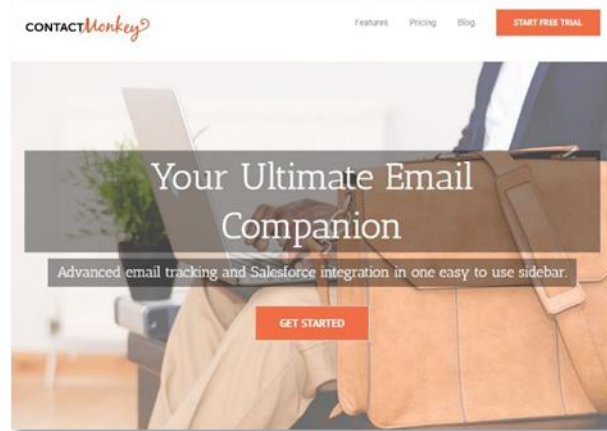 CONTACTMonkey
Features Pricing Blog START FREE TRIAL
Your Ultimate Email
Companion
Advanced email tracking and Salesforce integration in one easy to use sidebar.
GET STARTED